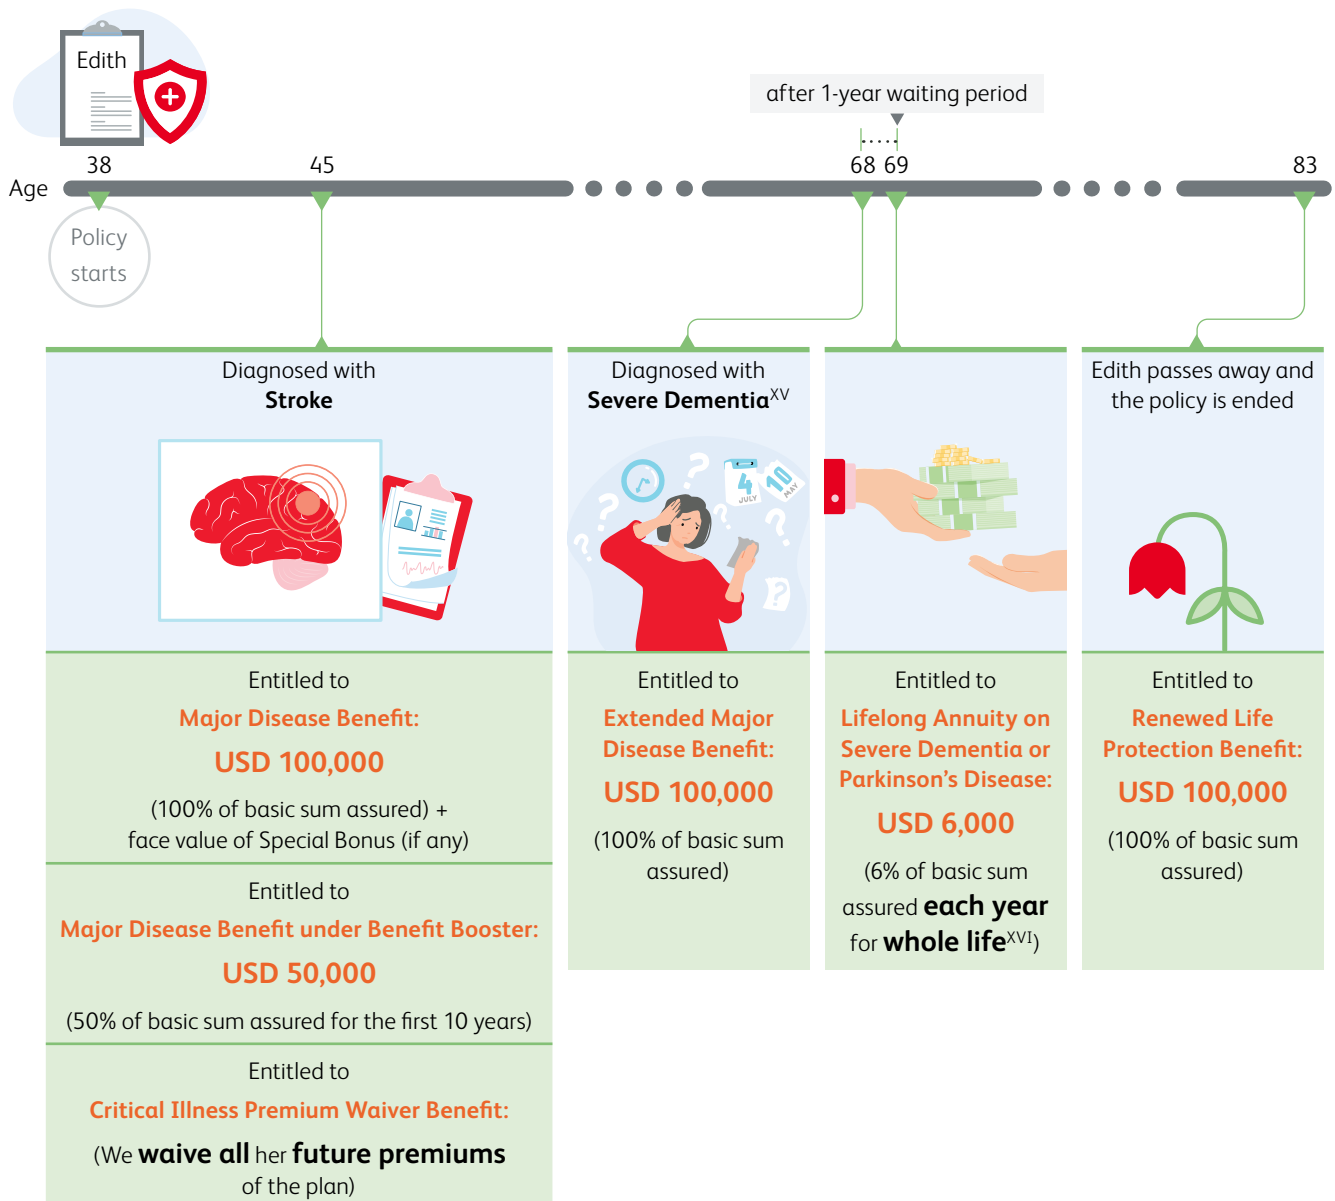 Edith
after 1-year waiting period
Age
38
45
68
69
83
Policy
starts
Diagnosed with
Stroke
Entitled to
Major Disease Benefit:
USD 100,000
(100% of basic sum assured) +
face value of Special Bonus (if any)
Entitled to
Major Disease Benefit under Benefit Booster:
USD 50,000
(50% of basic sum assured for the first 10 years)
Entitled to
Critical Illness Premium Waiver Benefit:
(We waive all her future premiums
of the plan)
Diagnosed with
Severe Dementia^XV
4
JULY
10
MAY
Entitled to
Extended Major
Disease Benefit:
USD 100,000
(100% of basic sum
assured)
Entitled to
Lifelong Annuity on
Severe Dementia or
Parkinson's Disease:
USD 6,000
(6% of basic sum
assured each year
for whole life^XVI)
Edith passes away and
the policy is ended
Entitled to
Renewed Life
Protection Benefit:
USD 100,000
(100% of basic sum
assured)